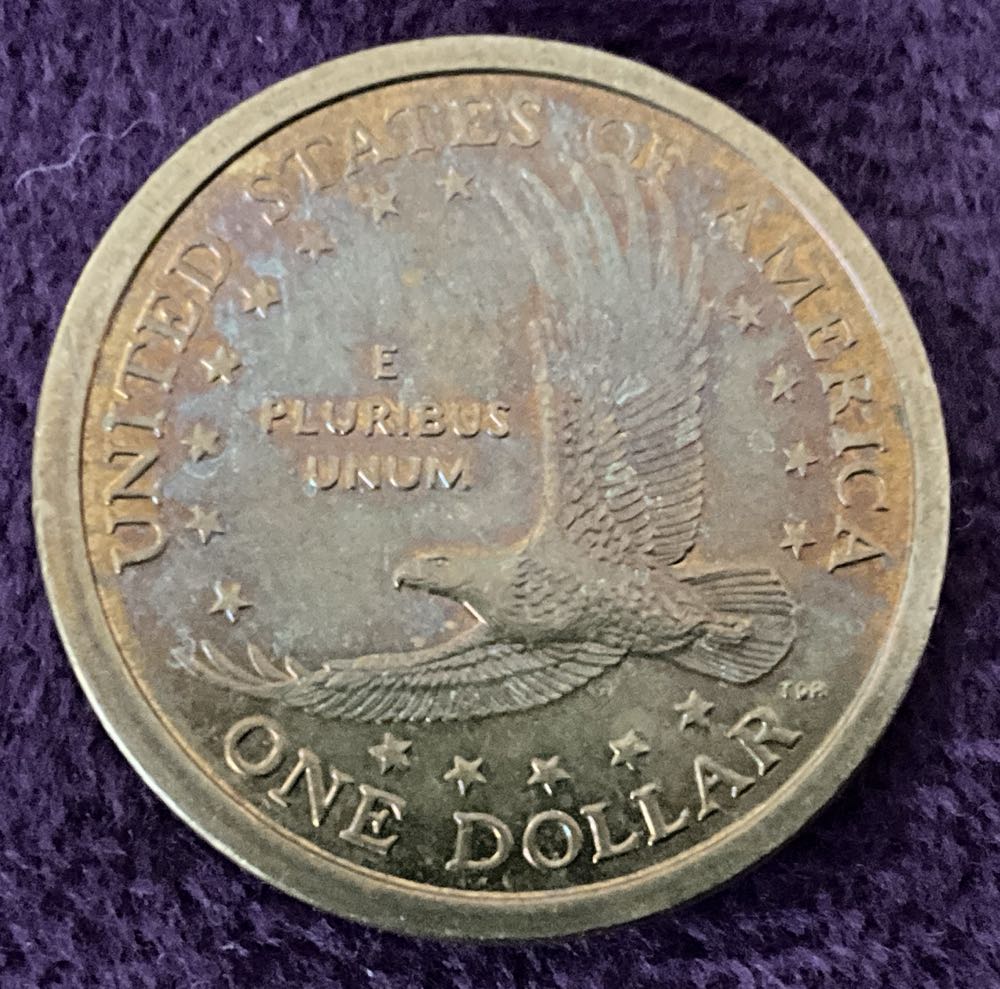 UNITED STATES OF AMERICA
E
PLURIBUS
UNUM
TDR
ONE DOLLAR